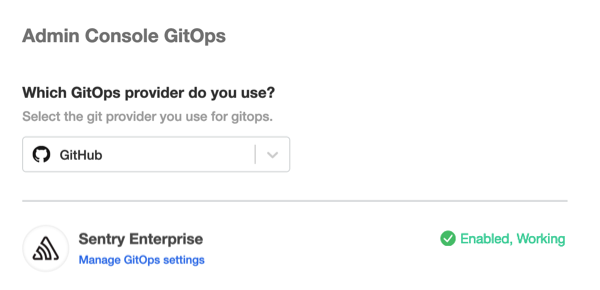 Admin Console GitOps
Which GitOps provider do you use?
Select the git provider you use for gitops.
GitHub
Sentry Enterprise
Enabled, Working
Manage GitOps settings